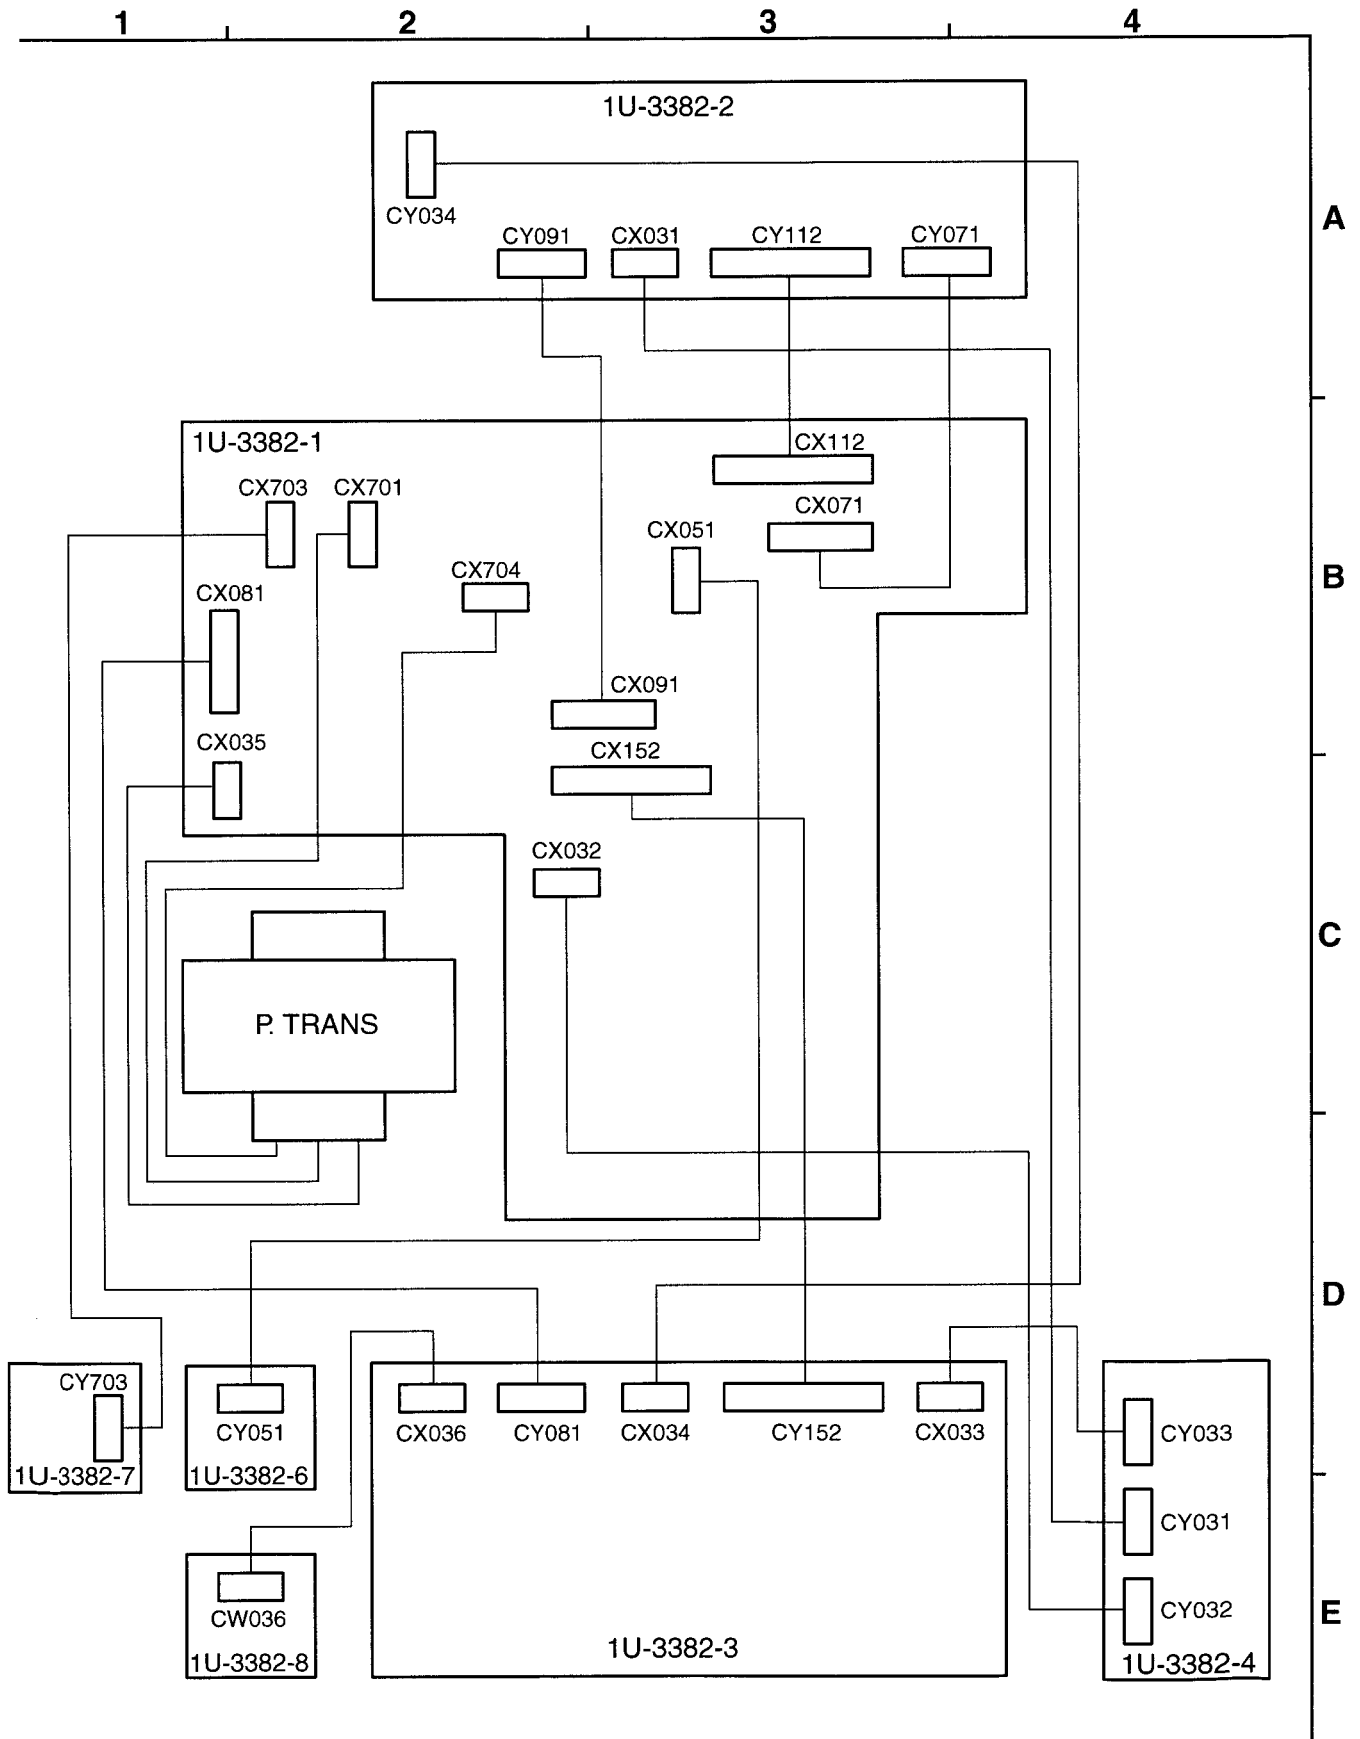 1 2 3 4
1U-3382-2
CY034
A
CY091 CX031 CY112 CY071
1U-3382-1
CX112
CX703 CX701
CX071
CX051
CX704
B
CX081
CX091
CX035
CX152
CX032
C
P. TRANS
D
CY703
CY051 CX036 CY081 CX034 CY152 CX033 CY033
1U-3382-7 1U-3382-6
CY031
CW036
CY032
E
1U-3382-8
1U-3382-3
1U-3382-4